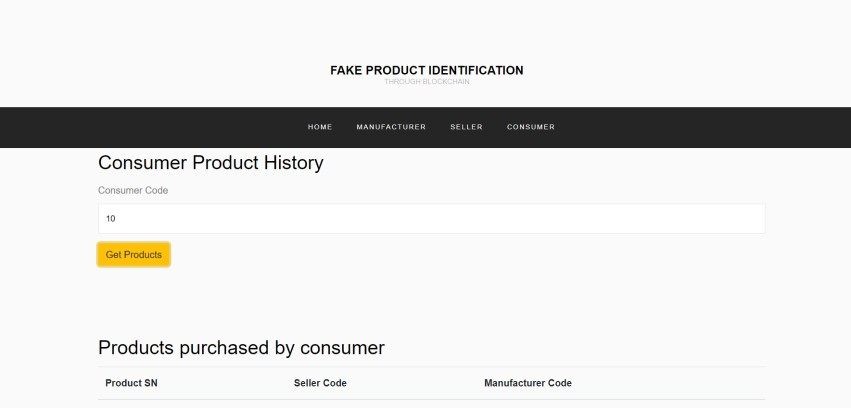 FAKE PRODUCT IDENTIFICATION
THROUGH BLOCKCHAIN
HOME MANUFACTURER SELLER CONSUMER
Consumer Product History
Consumer Code
10
Get Products
Products purchased by consumer
Product SN Seller Code Manufacturer Code